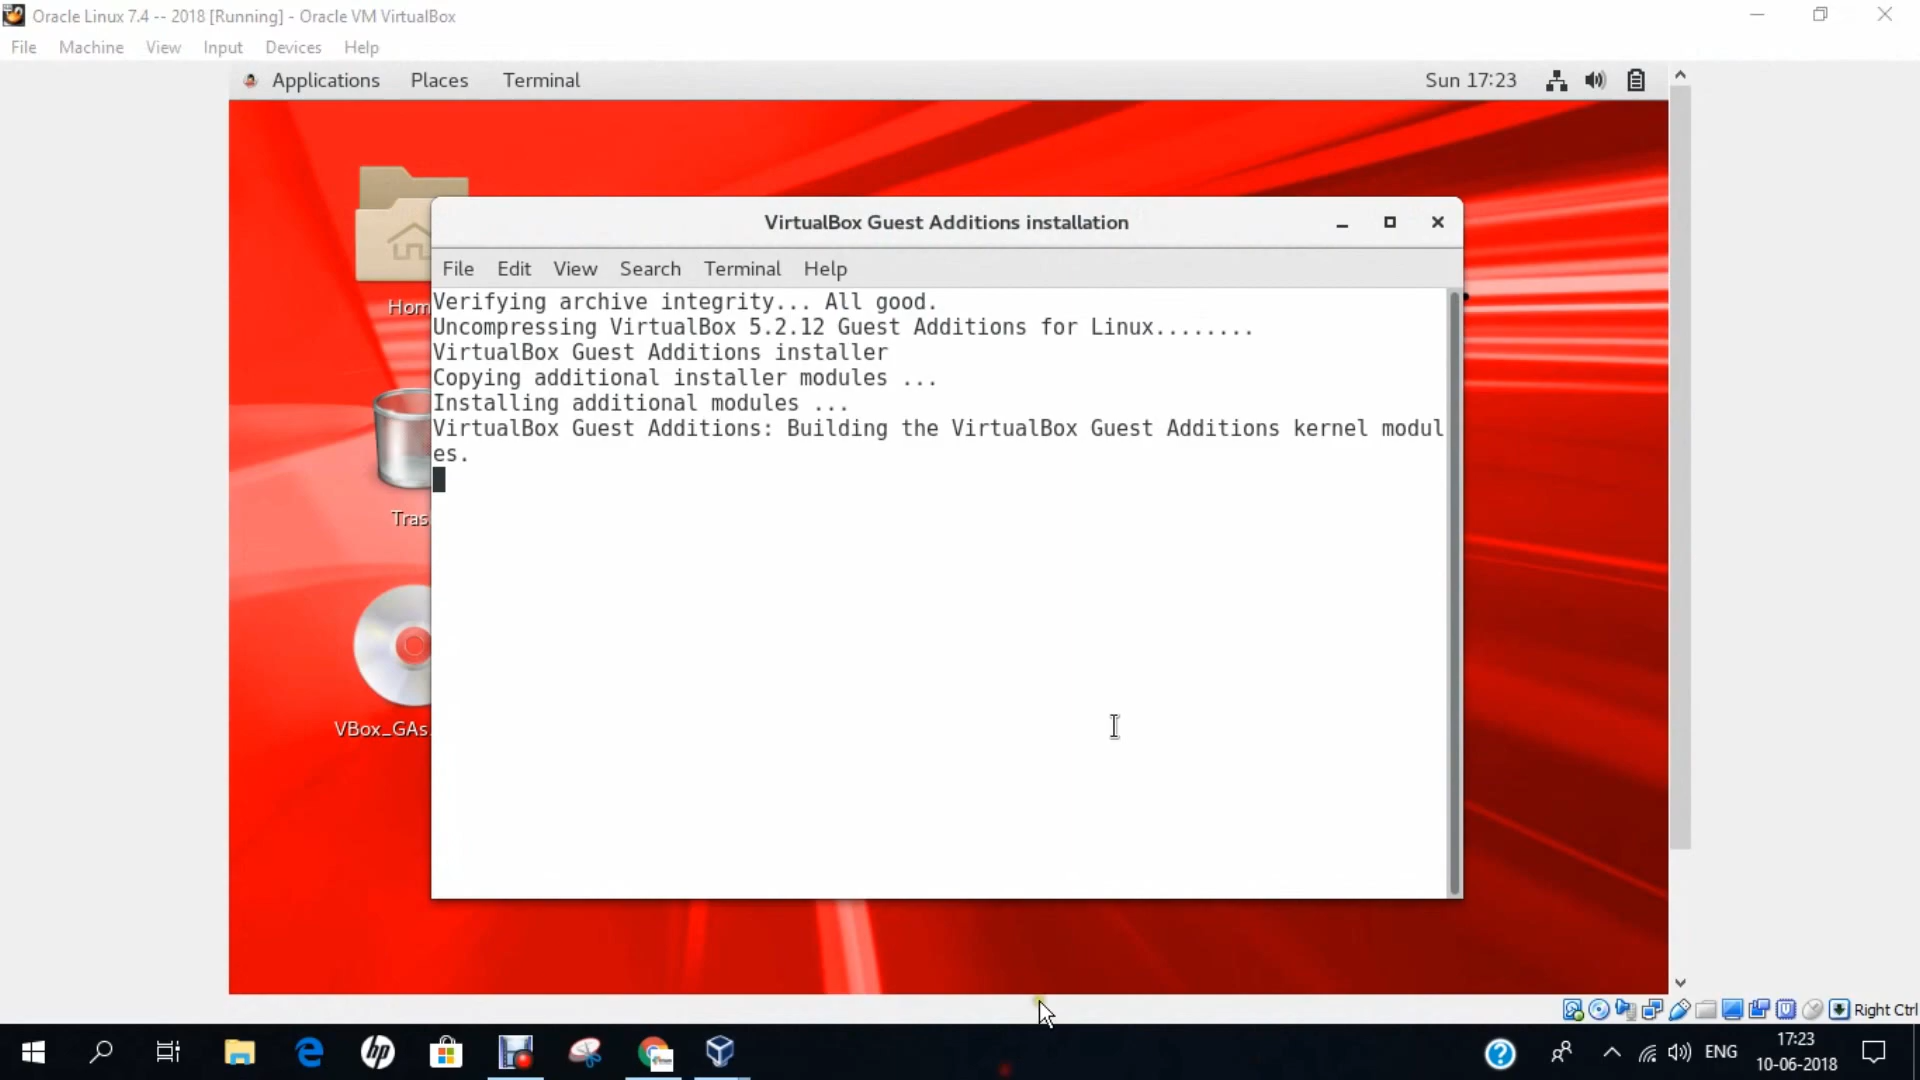 Oracle Linux 7.4 -- 2018 [Running] - Oracle VM VirtualBox
File Machine View Input Devices Help
Applications Places Terminal Sun 17:23
VirtualBox Guest Additions installation
File Edit View Search Terminal Help
Verifying archive integrity... All good.
Uncompressing VirtualBox 5.2.12 Guest Additions for Linux........
VirtualBox Guest Additions installer
Copying additional installer modules ...
Installing additional modules ...
VirtualBox Guest Additions: Building the VirtualBox Guest Additions kernel modul
es.
Hom
Tras
VBox_GAs
Right Ctrl
hp
ENG
17:23
10-06-2018